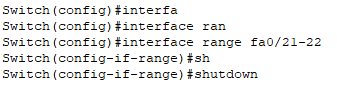 Switch(config)#interfa
Switch(config)#interface ran
Switch(config)#interface range fa0/21-22
Switch(config-if-range)#sh
Switch(config-if-range)#shutdown